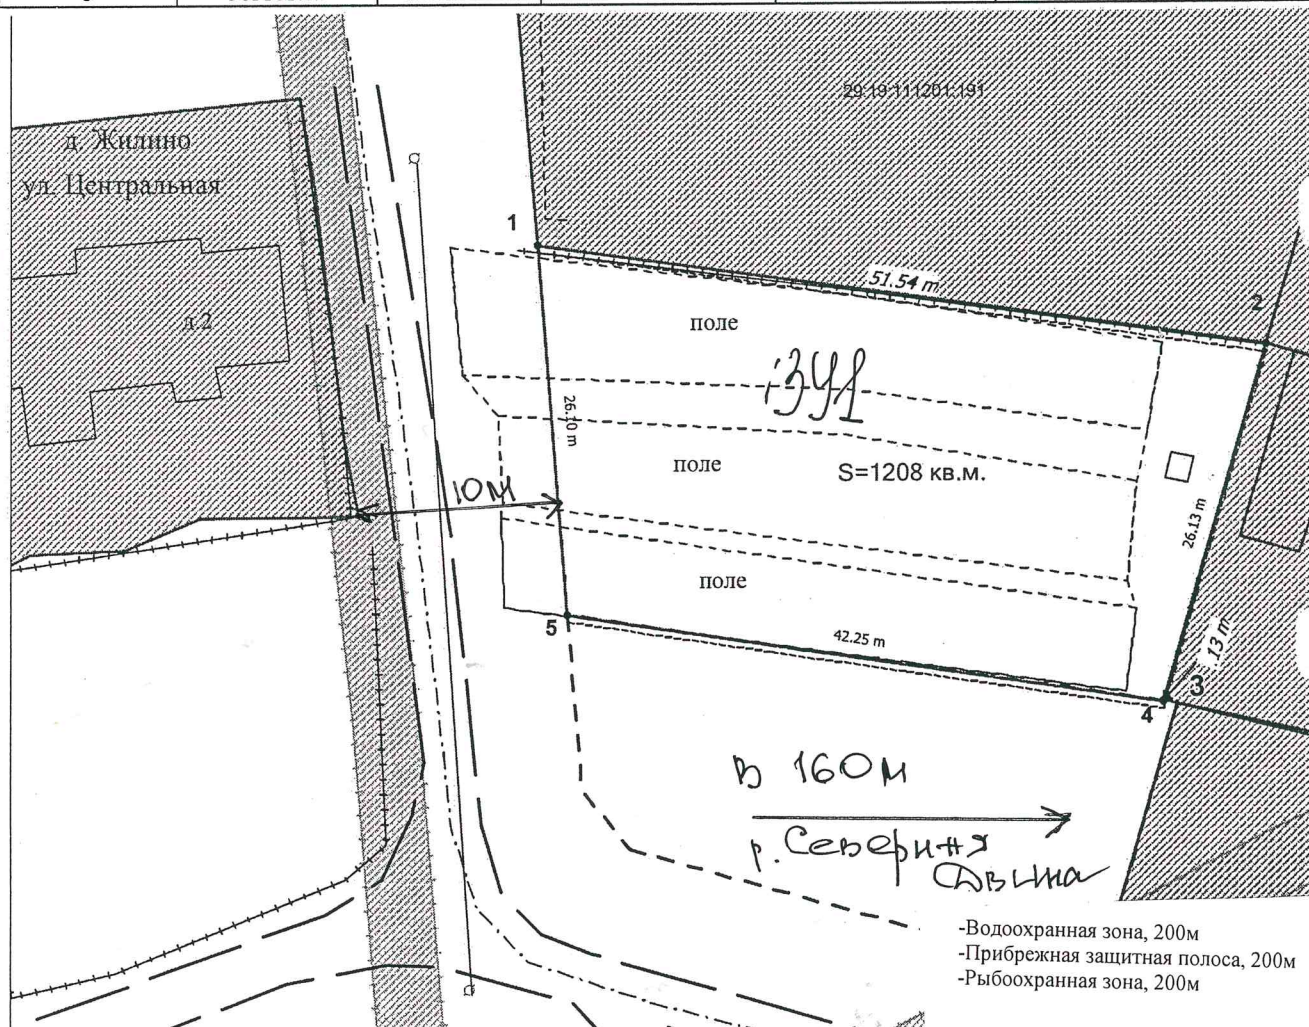 29:19:111201:191
д. Жилино
ул. Центральная
д.2
1
51.54 m
2
поле
:ЗУ1
26.10 m
поле
S=1208 кв.м.
10м
26.13 m
поле
5
42.25 m
13 m
3
4
В 160м
р. Северная
Двина
-Водоохранная зона, 200м
-Прибрежная защитная полоса, 200м
-Рыбоохранная зона, 200м